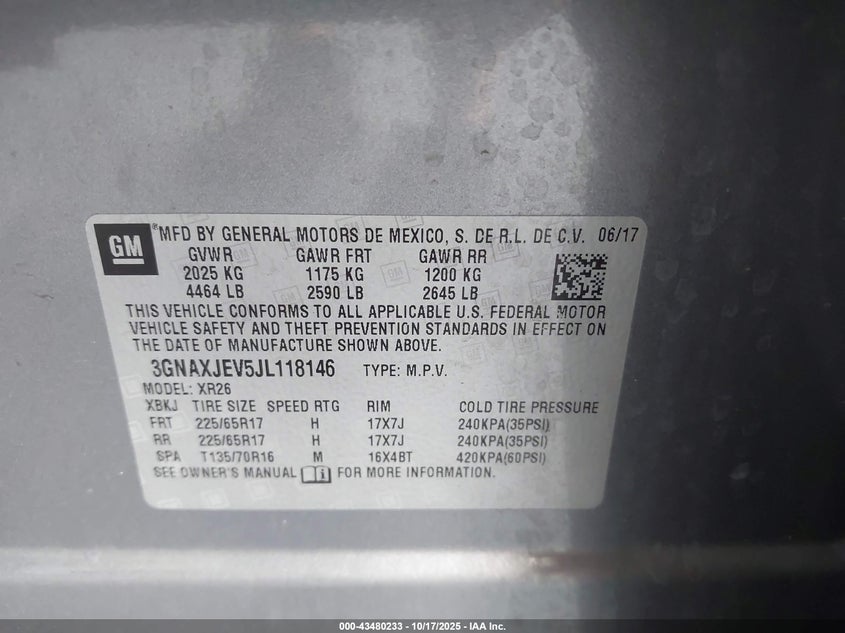 GM ® MFD BY GENERAL MOTORS DE MEXICO, S. DE R.L. DE C.V. 06/17
GVWR GAWR FRT GAWR RR
2025 KG 1175 KG 1200 KG
4464 LB 2590 LB 2645 LB
THIS VEHICLE CONFORMS TO ALL APPLICABLE U.S. FEDERAL MOTOR
VEHICLE SAFETY AND THEFT PREVENTION STANDARDS IN EFFECT ON
THE DATE OF MANUFACTURE SHOWN ABOVE.
3GNAXJEV5JL118146 TYPE: M.P.V.
MODEL: XR26
XBKJ TIRE SIZE SPEED RTG RIM COLD TIRE PRESSURE
FRT 225/65R17 H 17X7J 240KPA(35PSI)
RR 225/65R17 H 17X7J 240KPA(35PSI)
SPA T135/70R16 M 16X4BT 420KPA(60PSI)
SEE OWNER'S MANUAL FOR MORE INFORMATION.
000-43480233 - 10/17/2025 - IAA Inc.